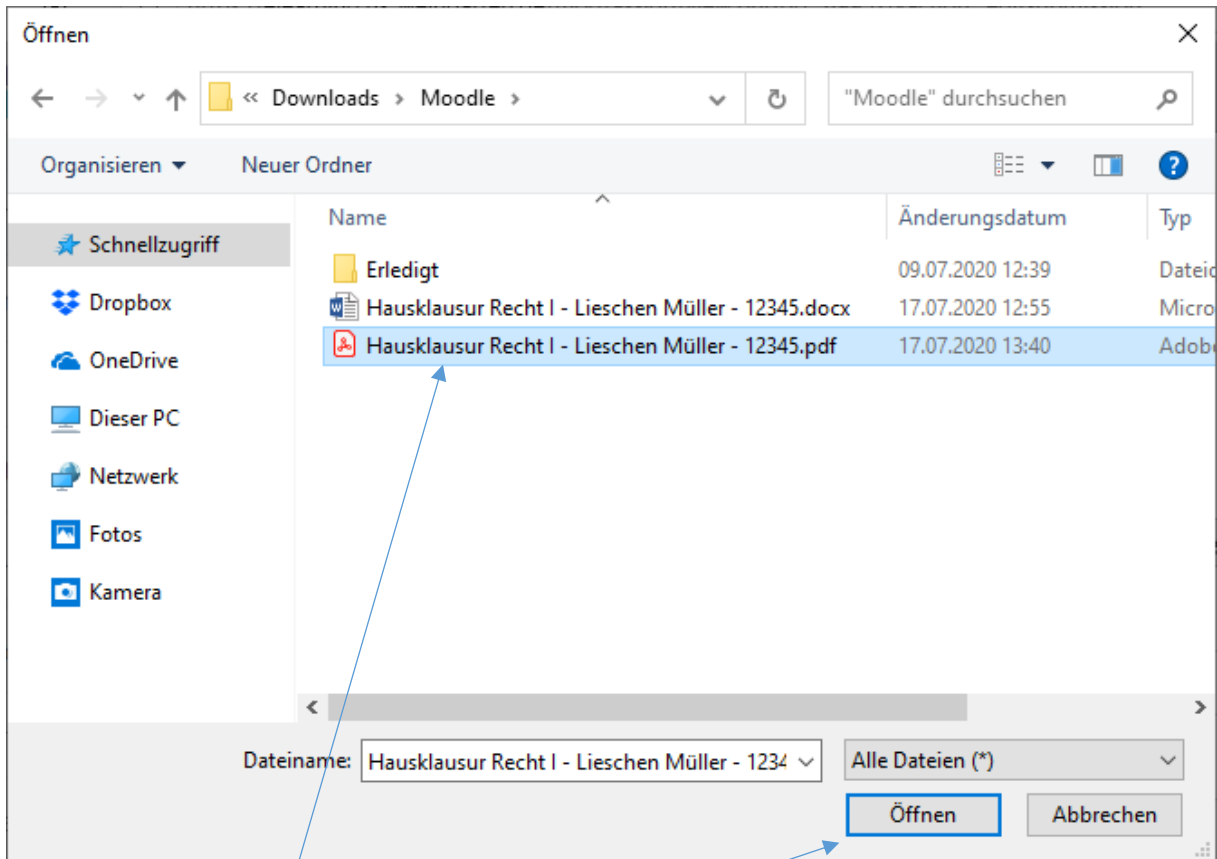 Öffnen
« Downloads > Moodle >
"Moodle" durchsuchen
Organisieren
Neuer Ordner
?
Name
Änderungsdatum
Typ
Schnellzugriff
Dropbox
OneDrive
Dieser PC
Netzwerk
Fotos
Kamera
Erledigt 09.07.2020 12:39 Dateic
Hausklausur Recht I - Lieschen Müller - 12345.docx 17.07.2020 12:55 Micro
Hausklausur Recht I - Lieschen Müller - 12345.pdf 17.07.2020 13:40 Adob
Dateiname: Hausklausur Recht I - Lieschen Müller - 1234
Alle Dateien (*)
Öffnen
Abbrechen